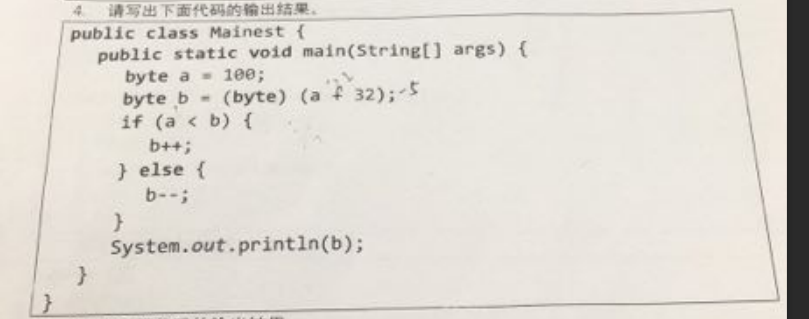 4. 请写出下面代码的输出结果。
public class Mainest {
public static void main(String[] args) {
byte a = 100;
byte b = (byte) (a + 32);-5
if (a < b) {
b++;
} else {
b--;
}
System.out.println(b);
}
}